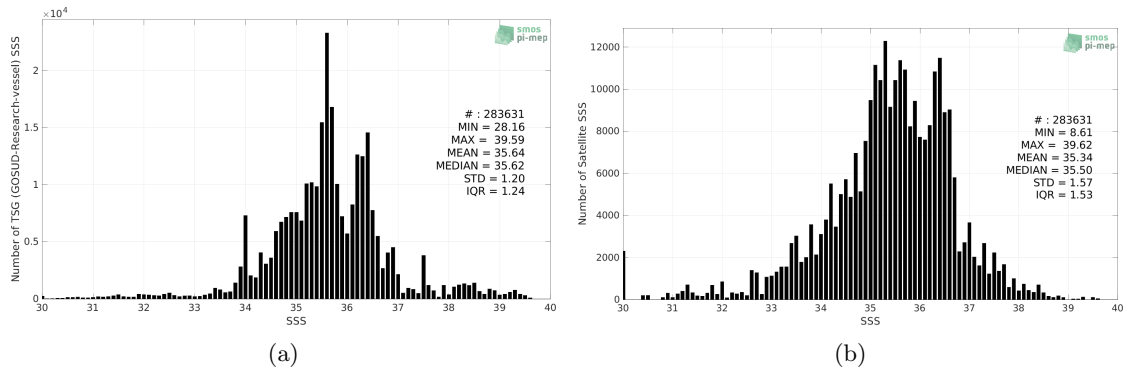 ×10⁴
smos
pi-mep
Number of TSG (GOSUD-Research-vessel) SSS
2
1.5
1
0.5
0
# : 283631
MIN = 28.16
MAX = 39.59
MEAN = 35.64
MEDIAN = 35.62
STD = 1.20
IQR = 1.24
30 31 32 33 34 35 36 37 38 39 40
SSS
(a)
smos
pi-mep
Number of Satellite SSS
12000
10000
8000
6000
4000
2000
0
# : 283631
MIN = 8.61
MAX = 39.62
MEAN = 35.34
MEDIAN = 35.50
STD = 1.57
IQR = 1.53
30 31 32 33 34 35 36 37 38 39 40
SSS
(b)